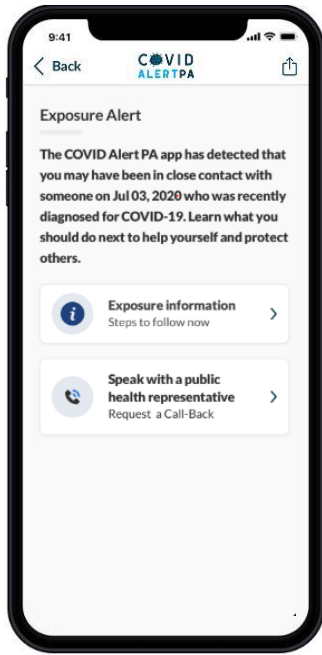 9:41
Back
COVID
ALERTPA
Exposure Alert
The COVID Alert PA app has detected that
you may have been in close contact with
someone on Jul 03, 2020 who was recently
diagnosed for COVID-19. Learn what you
should do next to help yourself and protect
others.
Exposure information
Steps to follow now
Speak with a public
health representative
Request a Call-Back